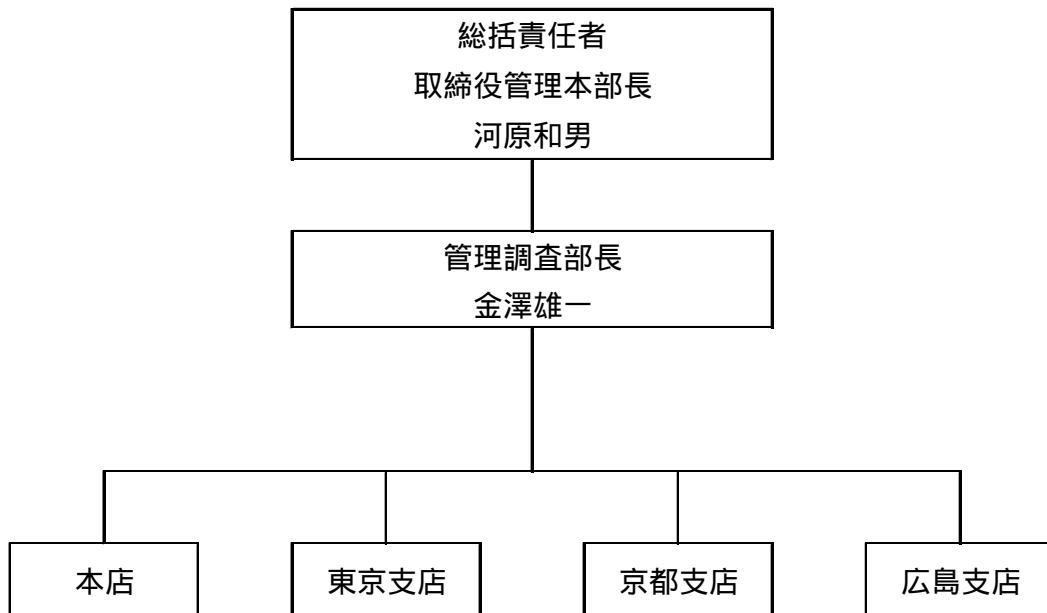 総括責任者
取締役管理本部長
河原和男
管理調査部長
金澤雄一
本店
東京支店
京都支店
広島支店